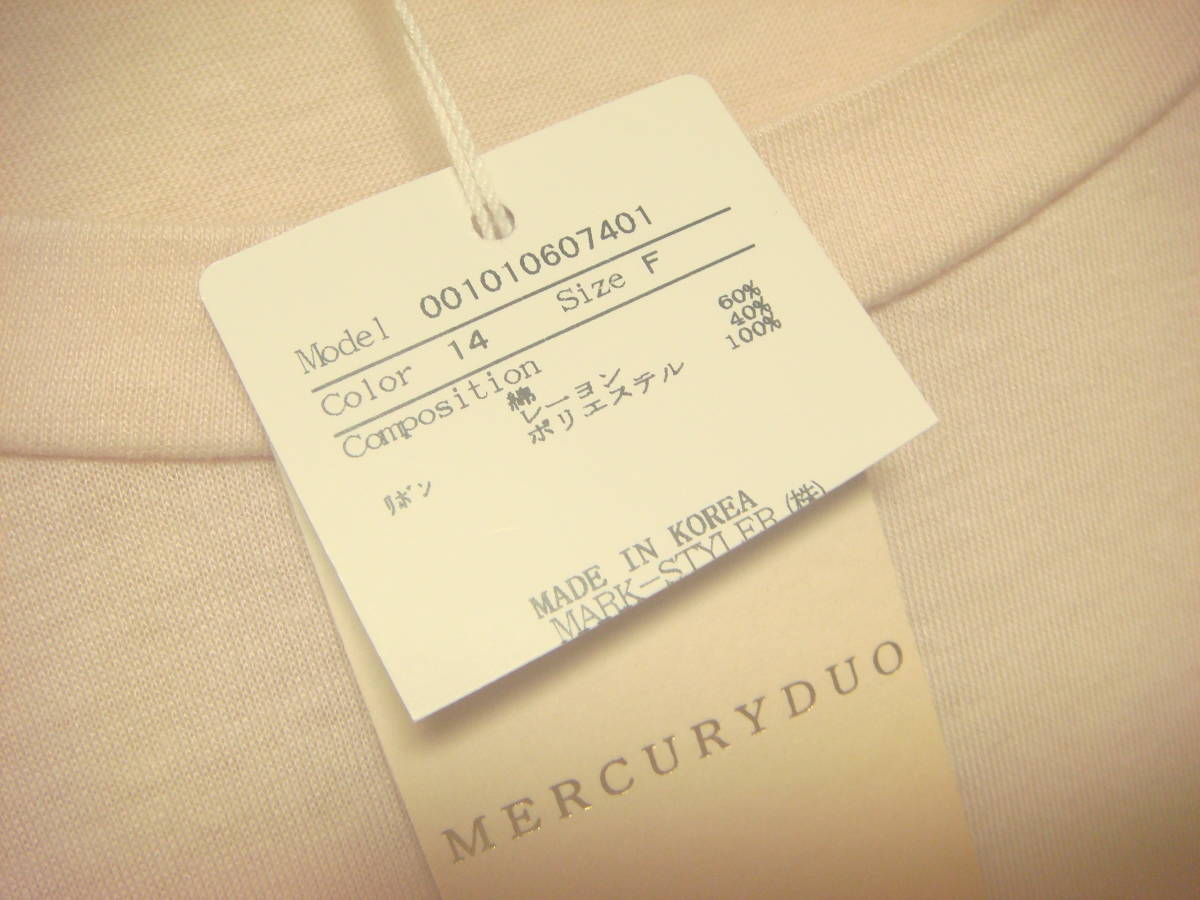 Model 001010607401
Color 14 Size F
Composition
綿 60%
レーヨン 40%
ポリエステル 100%
リボン
MADE IN KOREA
MARK-STYLER(株)
MERCURYDUO